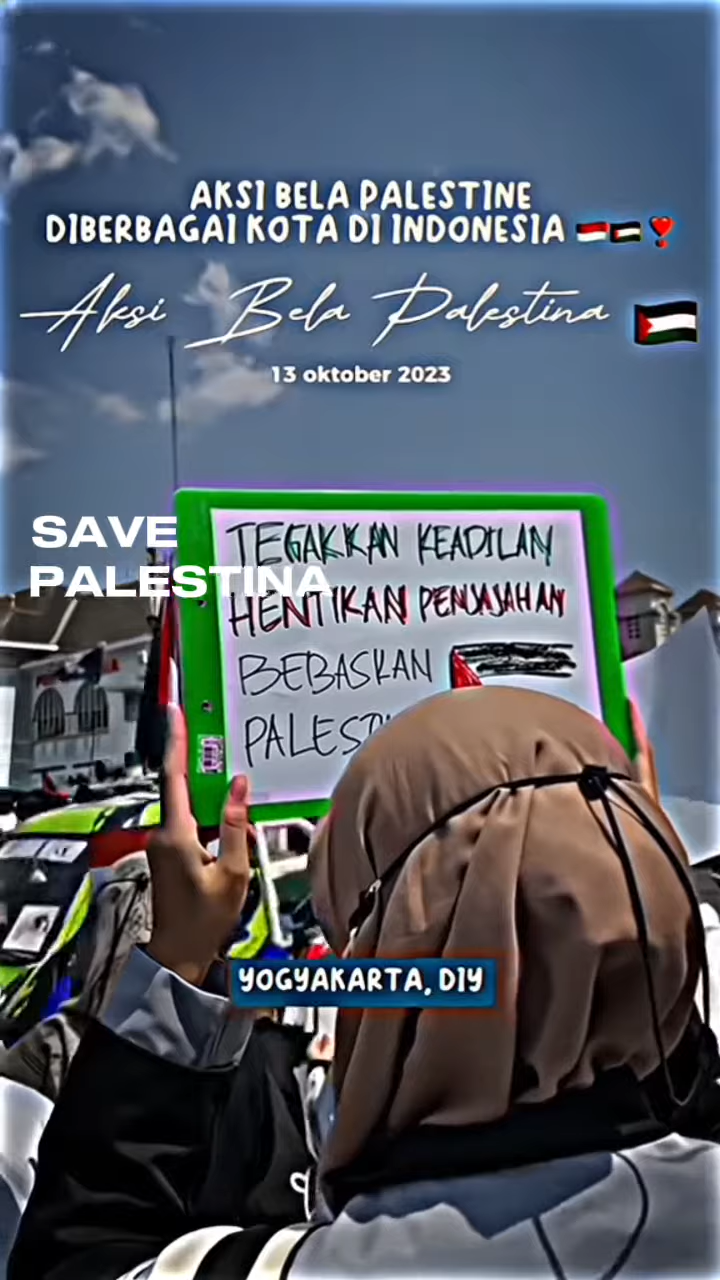 AKSI BELA PALESTINE
DIBERBAGAI KOTA DI INDONESIA 🇮🇩🇵🇸❣️
Aksi Bela Palestina 🇵🇸
13 oktober 2023
SAVE
PALESTINA
TEGAKKAN KEADILAN
HENTIKAN PENJAJAHAN
BEBASKAN
YOGYAKARTA, DIY